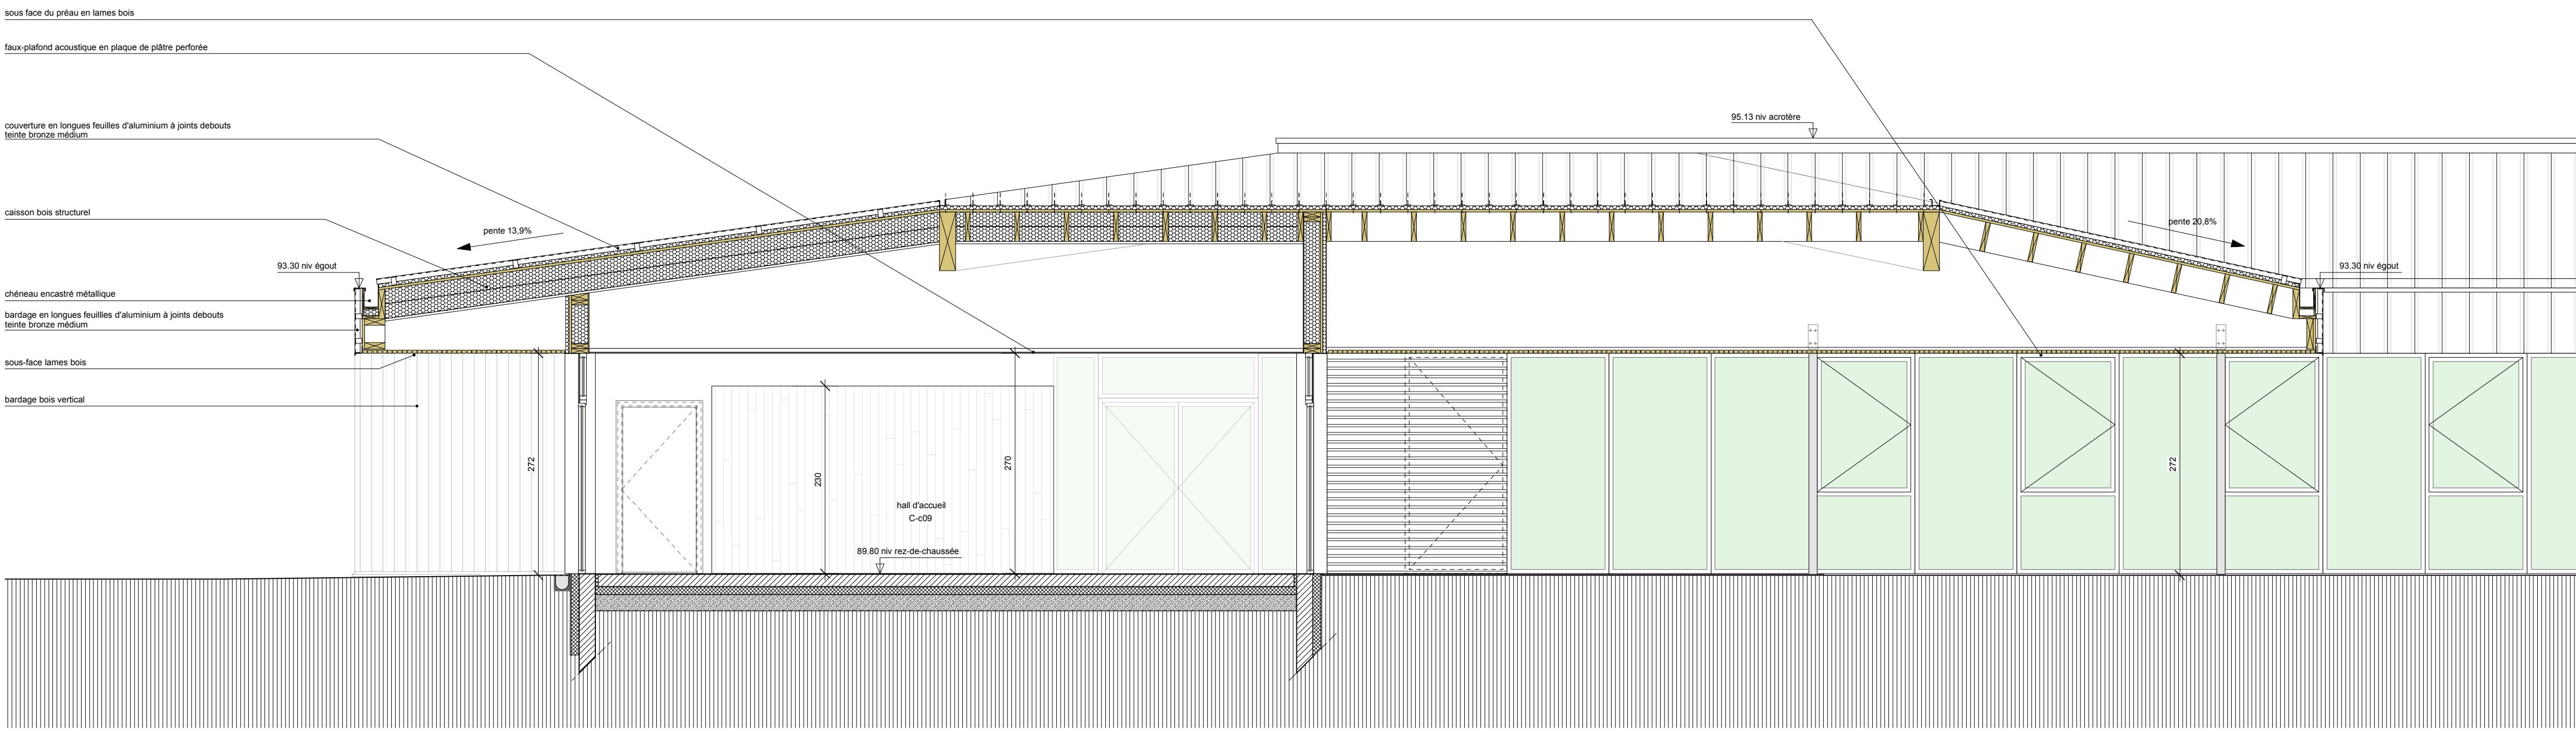 sous face du préau en lames bois
faux-plafond acoustique en plaque de plâtre perforée
95.13 niv acrotère
couverture en longues feuilles d'aluminium à joints debouts
teinte bronze médium
caisson bois structurel
pente 13,9%
pente 20,8%
93.30 niv égout
93.30 niv égout
chéneau encastré métallique
bardage en longues feuillles d'aluminium à joints debouts
teinte bronze médium
sous-face lames bois
bardage bois vertical
272
230
270
272
hall d'accueil
C-c09
89.80 niv rez-de-chaussée